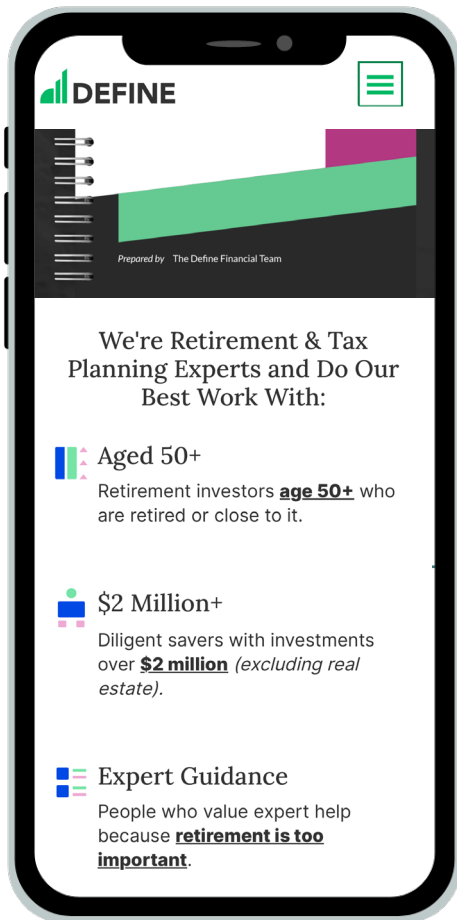 DEFINE
Prepared by The Define Financial Team
We're Retirement & Tax
Planning Experts and Do Our
Best Work With:
Aged 50+
Retirement investors age 50+ who
are retired or close to it.
$2 Million+
Diligent savers with investments
over $2 million (excluding real
estate).
Expert Guidance
People who value expert help
because retirement is too
important.